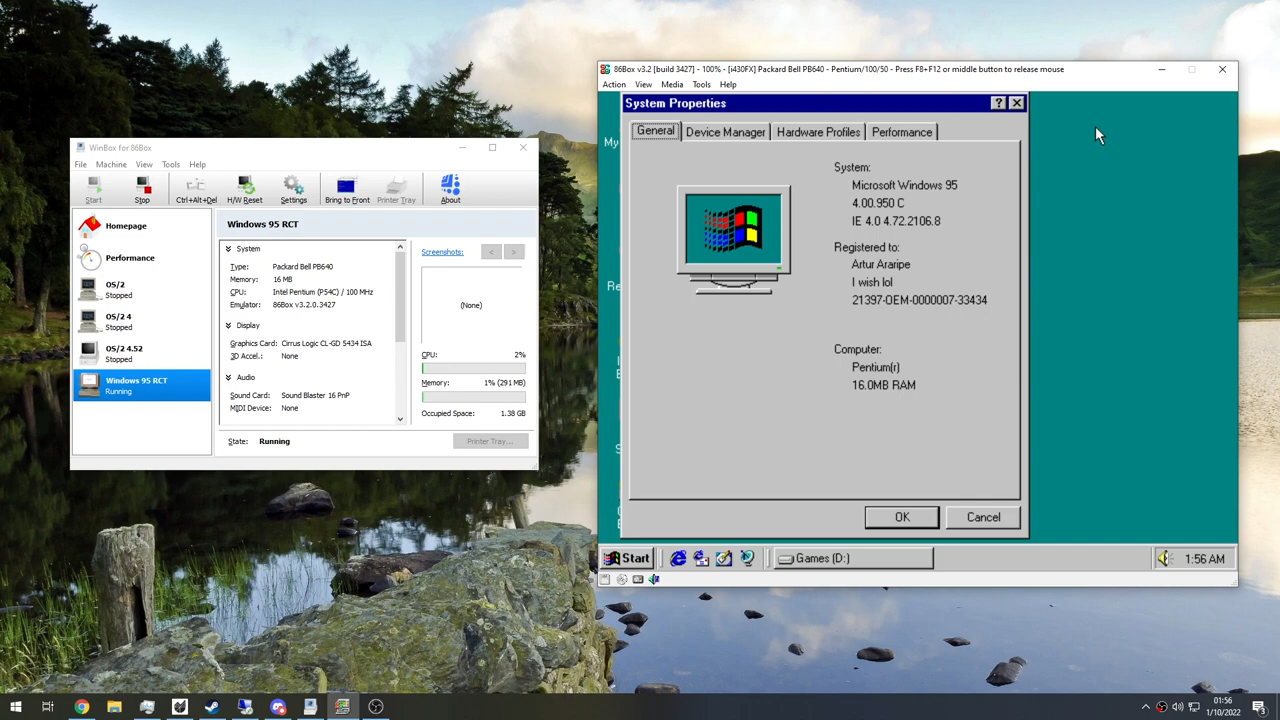 WinBox for 86Box
File Machine View Tools Help
Start Stop Ctrl+Alt+Del H/W Reset Settings Bring to Front Printer Tray About
Homepage
Performance
OS/2
Stopped
OS/2 4
Stopped
OS/2 4.52
Stopped
Windows 95 RCT
Running
Windows 95 RCT
System
Type: Packard Bell PB640
Memory: 16 MB
CPU: Intel Pentium (P54C) / 100 MHz
Emulator: 86Box v3.2.0.3427
Display
Graphics Card: Cirrus Logic CL-GD 5434 ISA
3D Accel.: None
Audio
Sound Card: Sound Blaster 16 PnP
MIDI Device: None
Screenshots: < >
(None)
CPU: 2%
Memory: 1% (291 MB)
Occupied Space: 1.38 GB
State: Running
Printer Tray...
86Box v3.2 [build 3427] - 100% - [i430FX] Packard Bell PB640 - Pentium/100/50 - Press F8+F12 or middle button to release mouse
Action View Media Tools Help
My
Re
System Properties
General Device Manager Hardware Profiles Performance
System:
Microsoft Windows 95
4.00.950 C
IE 4.0 4.72.2106.8
Registered to:
Artur Araripe
I wish lol
21397-OEM-0000007-33434
Computer:
Pentium(r)
16.0MB RAM
OK Cancel
Start Games (D:) 1:56 AM
01:56
1/10/2022
3